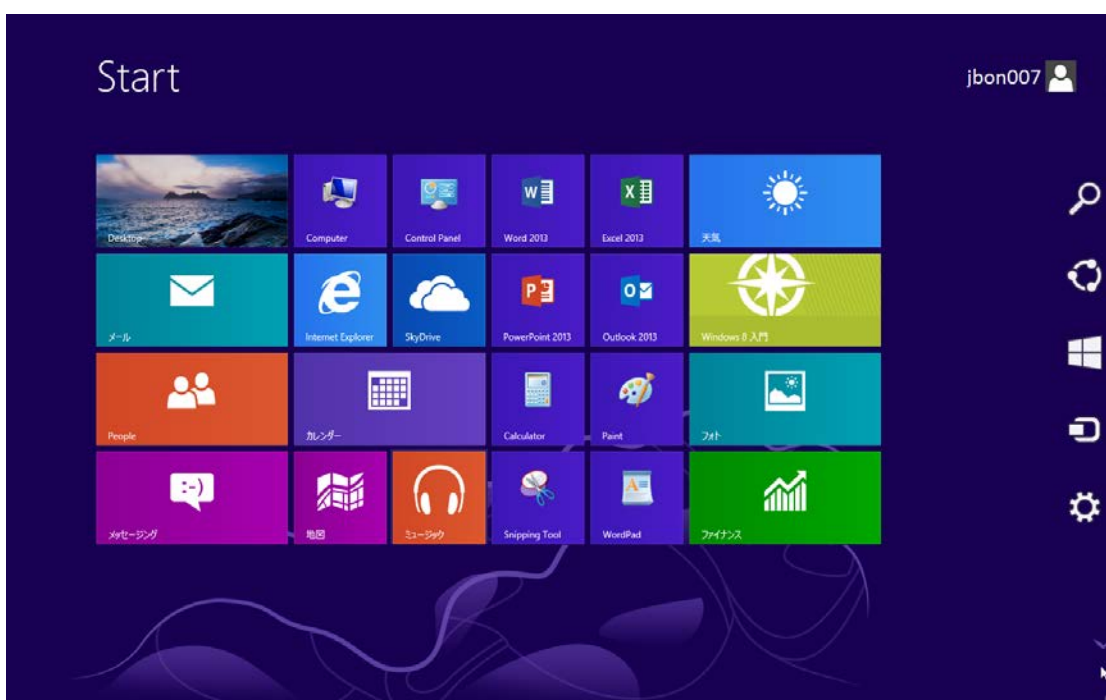 Start
jbon007
Desktop
Computer
Control Panel
Word 2013
Excel 2013
天気
メール
Internet Explorer
SkyDrive
PowerPoint 2013
Outlook 2013
Windows 8 入門
People
カレンダー
Calculator
Paint
フォト
メッセージング
地図
ミュージック
Snipping Tool
WordPad
ファイナンス